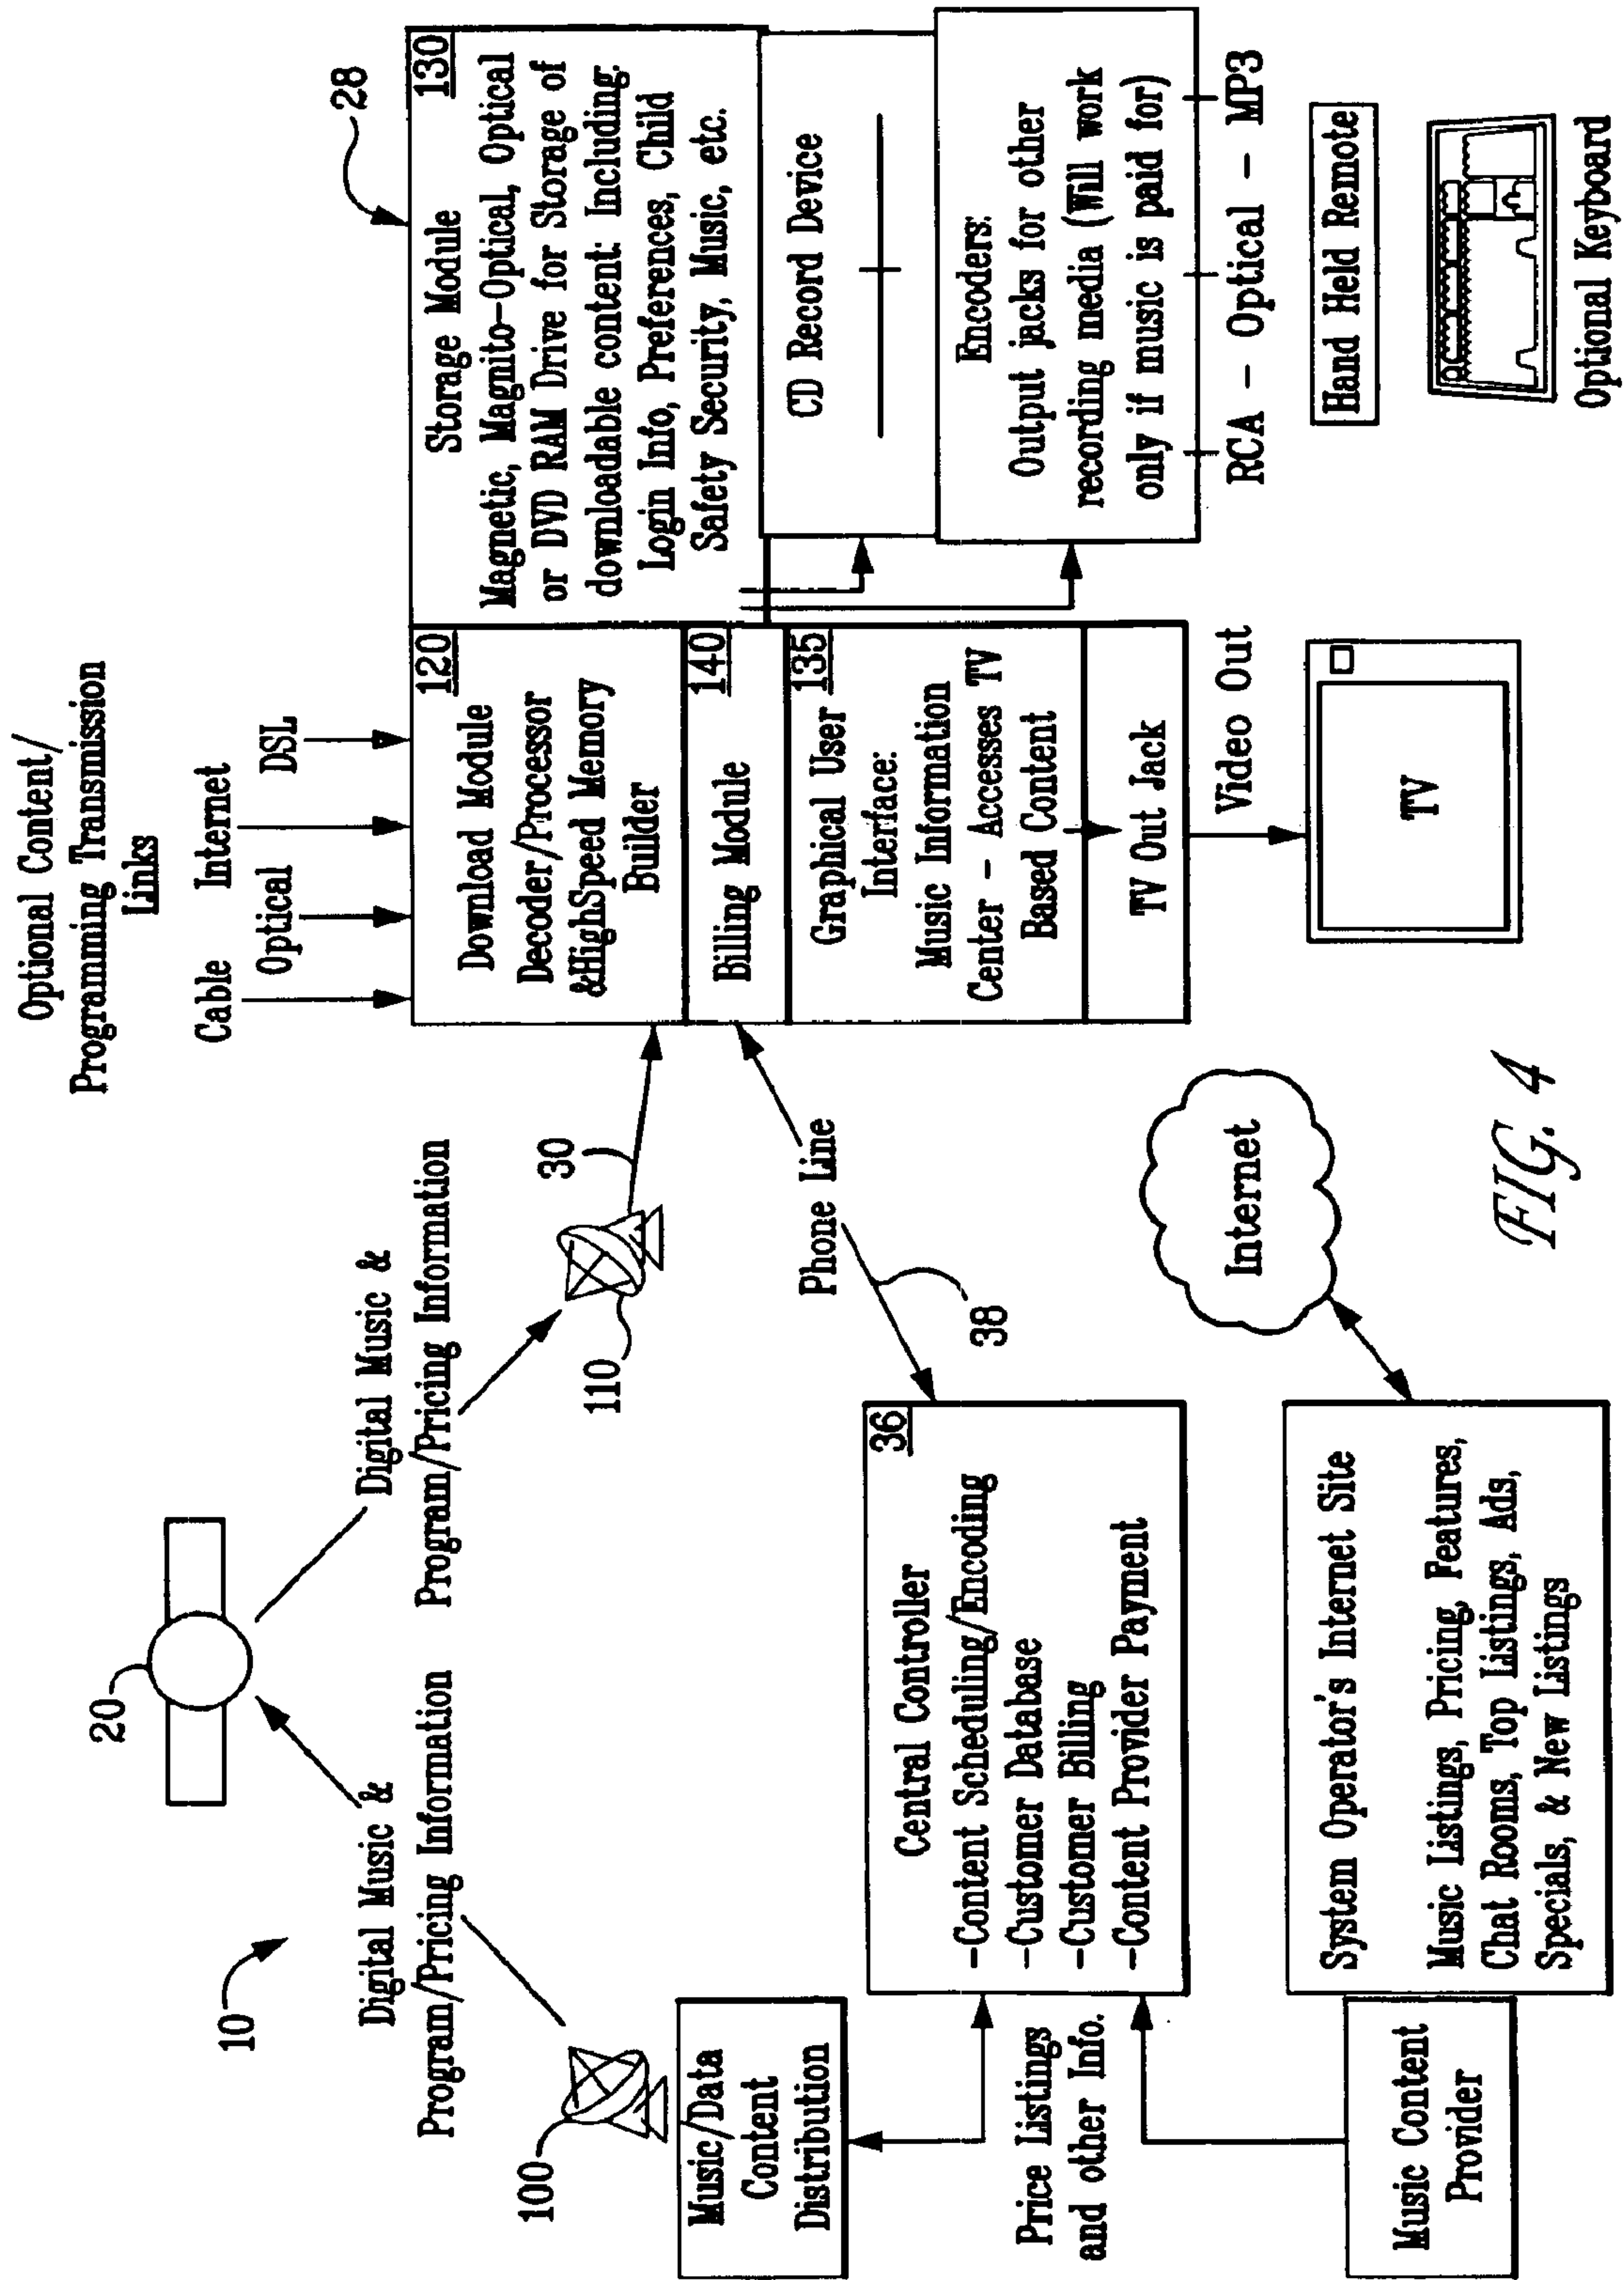 10
20
Digital Music &
Program/Pricing Information
Digital Music &
Program/Pricing Information
100
110
30
Music/Data
Content
Distribution
Price Listings
and other Info.
Music Content
Provider
36
Central Controller
-Content Scheduling/Encoding
-Customer Database
-Customer Billing
-Content Provider Payment
Phone Line
38
System Operator's Internet Site
Music Listings, Pricing, Features,
Chat Rooms, Top Listings, Ads,
Specials, & New Listings
Internet
Optional Content/
Programming Transmission
Links
Cable
Optical
Internet
DSL
120
Download Module
Decoder/Processor
&HighSpeed Memory
Builder
140
Billing Module
135
Graphical User
Interface:
Music Information
Center - Accesses TV
Based Content
TV Out Jack
Video Out
TV
28
130
Storage Module
Magnetic, Magnito-Optical, Optical
or DVD RAM Drive for Storage of
downloadable content: Including:
Login Info, Preferences, Child
Safety Security, Music, etc.
CD Record Device
Encoders:
Output jacks for other
recording media (Will work
only if music is paid for)
RCA - Optical - MP3
Hand Held Remote
Optional Keyboard
FIG. 4